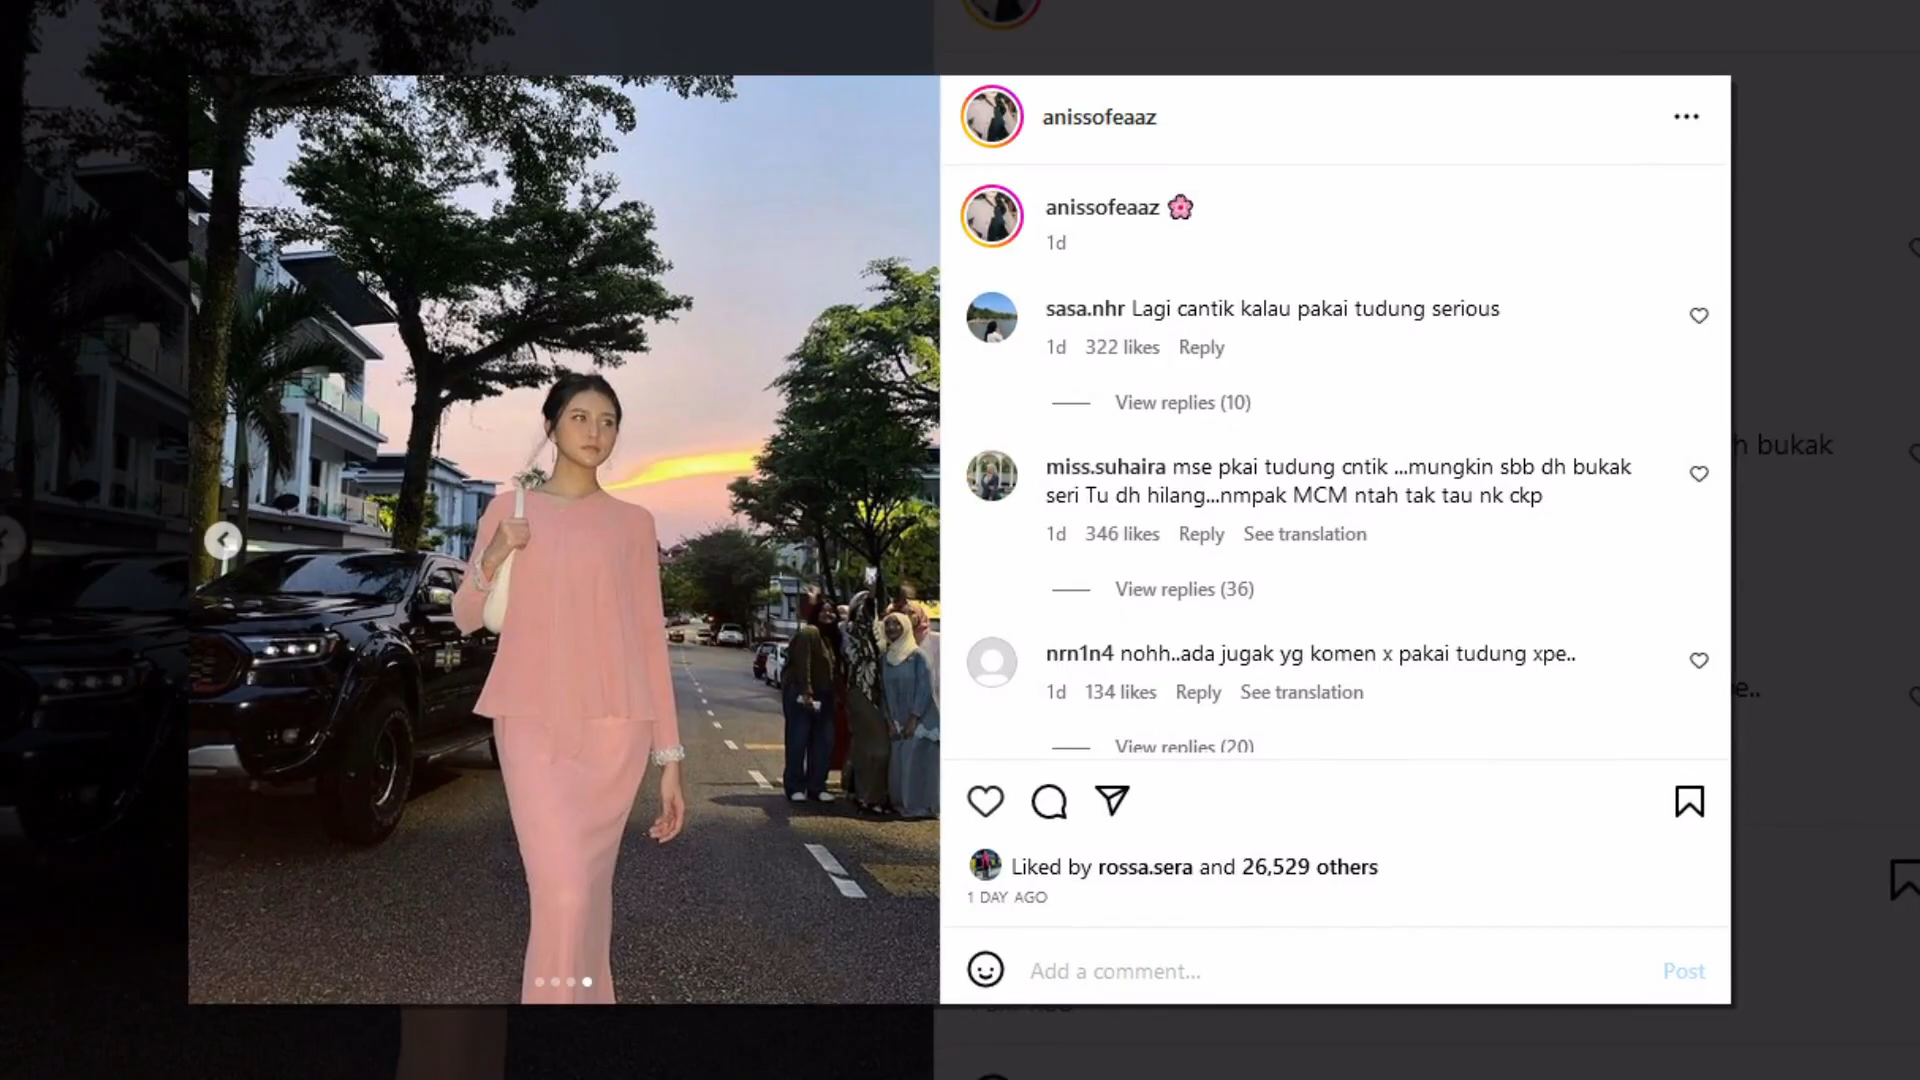 anissofeaaz
anissofeaaz 🌸
1d
sasa.nhr Lagi cantik kalau pakai tudung serious
1d 322 likes Reply
View replies (10)
miss.suhaira mse pkai tudung cntik ...mungkin sbb dh bukak
seri Tu dh hilang...nmpak MCM ntah tak tau nk ckp
1d 346 likes Reply See translation
View replies (36)
nrn1n4 nohh..ada jugak yg komen x pakai tudung xpe..
1d 134 likes Reply See translation
View replies (20)
Liked by rossa.sera and 26,529 others
1 DAY AGO
Add a comment... Post
h bukak
e..